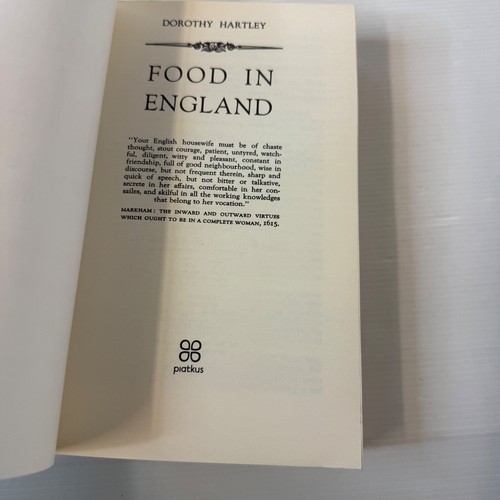 DOROTHY HARTLEY
FOOD IN
ENGLAND
"Your English housewife must be of chaste
thought, stout courage, patient, untyred, watch-
ful, diligent, witty and pleasant, constant in
friendship, full of good neighbourhood, wise in
discourse, but not frequent therein, sharp and
quick of speech, but not bitter or talkative,
secrete in her affairs, comfortable in her con-
sailes, and skilful in all the working knowledges
that belong to her vocation."
MARKHAM: THE INWARD AND OUTWARD VIRTUES
WHICH OUGHT TO BE IN A COMPLETE WOMAN, 1615.
piatkus